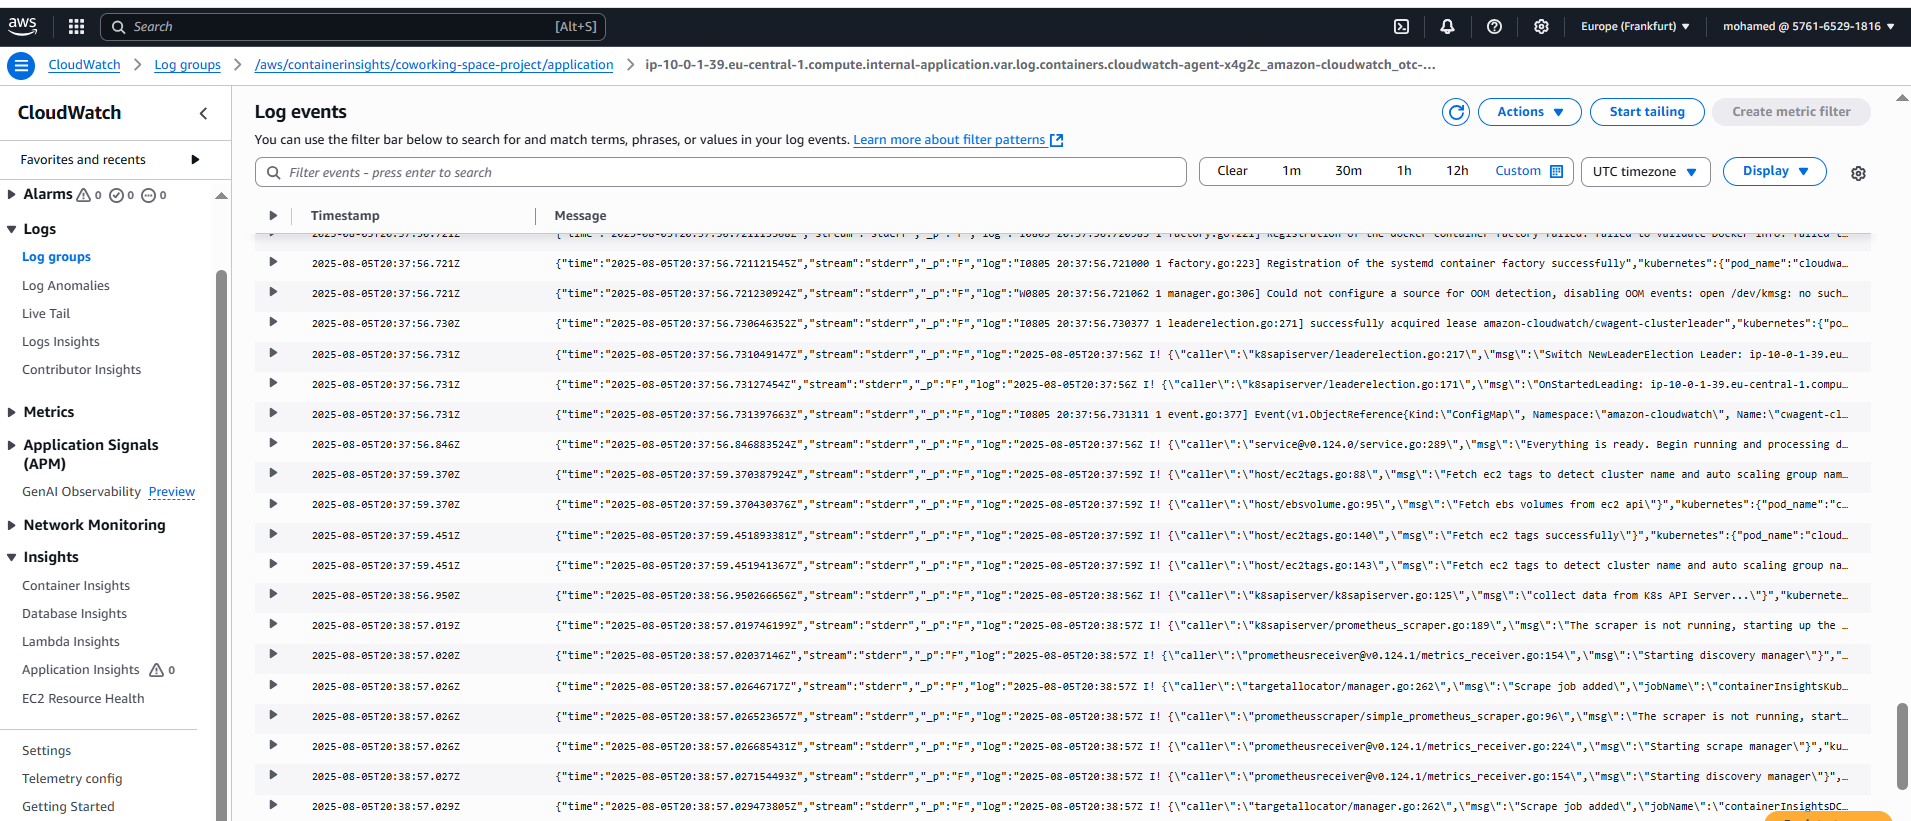 aws
Search
[Alt+S]
Europe (Frankfurt)
mohamed @ 5761-6529-1816
CloudWatch
Log groups
/aws/containerinsights/coworking-space-project/application
ip-10-0-1-39.eu-central-1.compute.internal-application.var.log.containers.cloudwatch-agent-x4g2c_amazon-cloudwatch_otc-...
CloudWatch
Favorites and recents
Alarms 0 0 0
Logs
Log groups
Log Anomalies
Live Tail
Logs Insights
Contributor Insights
Metrics
Application Signals
(APM)
GenAI Observability Preview
Network Monitoring
Insights
Container Insights
Database Insights
Lambda Insights
Application Insights 0
EC2 Resource Health
Settings
Telemetry config
Getting Started
Log events
Actions
Start tailing
Create metric filter
You can use the filter bar below to search for and match terms, phrases, or values in your log events. Learn more about filter patterns
Filter events - press enter to search
Clear 1m 30m 1h 12h Custom
UTC timezone
Display
Timestamp Message
2025-08-05T20:37:56.721Z
2025-08-05T20:37:56.721Z {"time":"2025-08-05T20:37:56.721121545Z","stream":"stderr","_p":"F","log":"I0805 20:37:56.721000 1 factory.go:223] Registration of the systemd container factory successfully","kubernetes":{"pod_name":"cloudwa…
2025-08-05T20:37:56.721Z {"time":"2025-08-05T20:37:56.721230924Z","stream":"stderr","_p":"F","log":"W0805 20:37:56.721062 1 manager.go:306] Could not configure a source for OOM detection, disabling OOM events: open /dev/kmsg: no such…
2025-08-05T20:37:56.730Z {"time":"2025-08-05T20:37:56.730646352Z","stream":"stderr","_p":"F","log":"I0805 20:37:56.730377 1 leaderelection.go:271] successfully acquired lease amazon-cloudwatch/cwagent-clusterleader","kubernetes":{"po…
2025-08-05T20:37:56.731Z {"time":"2025-08-05T20:37:56.731049147Z","stream":"stderr","_p":"F","log":"2025-08-05T20:37:56Z I! {\"caller\":\"k8sapiserver/leaderelection.go:217\",\"msg\":\"Switch NewLeaderElection Leader: ip-10-0-1-39.eu…
2025-08-05T20:37:56.731Z {"time":"2025-08-05T20:37:56.73127454Z","stream":"stderr","_p":"F","log":"2025-08-05T20:37:56Z I! {\"caller\":\"k8sapiserver/leaderelection.go:171\",\"msg\":\"OnStartedLeading: ip-10-0-1-39.eu-central-1.compu…
2025-08-05T20:37:56.731Z {"time":"2025-08-05T20:37:56.731397663Z","stream":"stderr","_p":"F","log":"I0805 20:37:56.731311 1 event.go:377] Event(v1.ObjectReference{Kind:\"ConfigMap\", Namespace:\"amazon-cloudwatch\", Name:\"cwagent-cl…
2025-08-05T20:37:56.846Z {"time":"2025-08-05T20:37:56.846883524Z","stream":"stderr","_p":"F","log":"2025-08-05T20:37:56Z I! {\"caller\":\"service@v0.124.0/service.go:289\",\"msg\":\"Everything is ready. Begin running and processing d…
2025-08-05T20:37:59.370Z {"time":"2025-08-05T20:37:59.370387924Z","stream":"stderr","_p":"F","log":"2025-08-05T20:37:59Z I! {\"caller\":\"host/ec2tags.go:88\",\"msg\":\"Fetch ec2 tags to detect cluster name and auto scaling group nam…
2025-08-05T20:37:59.370Z {"time":"2025-08-05T20:37:59.370430376Z","stream":"stderr","_p":"F","log":"2025-08-05T20:37:59Z I! {\"caller\":\"host/ebsvolume.go:95\",\"msg\":\"Fetch ebs volumes from ec2 api\"}","kubernetes":{"pod_name":"c…
2025-08-05T20:37:59.451Z {"time":"2025-08-05T20:37:59.451893381Z","stream":"stderr","_p":"F","log":"2025-08-05T20:37:59Z I! {\"caller\":\"host/ec2tags.go:140\",\"msg\":\"Fetch ec2 tags successfully\"}","kubernetes":{"pod_name":"cloud…
2025-08-05T20:37:59.451Z {"time":"2025-08-05T20:37:59.451941367Z","stream":"stderr","_p":"F","log":"2025-08-05T20:37:59Z I! {\"caller\":\"host/ec2tags.go:143\",\"msg\":\"Fetch ec2 tags to detect cluster name and auto scaling group na…
2025-08-05T20:38:56.950Z {"time":"2025-08-05T20:38:56.950266656Z","stream":"stderr","_p":"F","log":"2025-08-05T20:38:56Z I! {\"caller\":\"k8sapiserver/k8sapiserver.go:125\",\"msg\":\"collect data from K8s API Server...\"}","kubernete…
2025-08-05T20:38:57.019Z {"time":"2025-08-05T20:38:57.019746199Z","stream":"stderr","_p":"F","log":"2025-08-05T20:38:57Z I! {\"caller\":\"k8sapiserver/prometheus_scraper.go:189\",\"msg\":\"The scraper is not running, starting up the …
2025-08-05T20:38:57.020Z {"time":"2025-08-05T20:38:57.02037146Z","stream":"stderr","_p":"F","log":"2025-08-05T20:38:57Z I! {\"caller\":\"prometheusreceiver@v0.124.1/metrics_receiver.go:154\",\"msg\":\"Starting discovery manager\"}","…
2025-08-05T20:38:57.026Z {"time":"2025-08-05T20:38:57.02646717Z","stream":"stderr","_p":"F","log":"2025-08-05T20:38:57Z I! {\"caller\":\"targetallocator/manager.go:262\",\"msg\":\"Scrape job added\",\"jobName\":\"containerInsightsKub…
2025-08-05T20:38:57.026Z {"time":"2025-08-05T20:38:57.026523657Z","stream":"stderr","_p":"F","log":"2025-08-05T20:38:57Z I! {\"caller\":\"prometheusscraper/simple_prometheus_scraper.go:96\",\"msg\":\"The scraper is not running, start…
2025-08-05T20:38:57.026Z {"time":"2025-08-05T20:38:57.026685431Z","stream":"stderr","_p":"F","log":"2025-08-05T20:38:57Z I! {\"caller\":\"prometheusreceiver@v0.124.1/metrics_receiver.go:224\",\"msg\":\"Starting scrape manager\"}","ku…
2025-08-05T20:38:57.027Z {"time":"2025-08-05T20:38:57.027154493Z","stream":"stderr","_p":"F","log":"2025-08-05T20:38:57Z I! {\"caller\":\"prometheusreceiver@v0.124.1/metrics_receiver.go:154\",\"msg\":\"Starting discovery manager\"}",…
2025-08-05T20:38:57.029Z {"time":"2025-08-05T20:38:57.029473805Z","stream":"stderr","_p":"F","log":"2025-08-05T20:38:57Z I! {\"caller\":\"targetallocator/manager.go:262\",\"msg\":\"Scrape job added\",\"jobName\":\"containerInsightsDC…